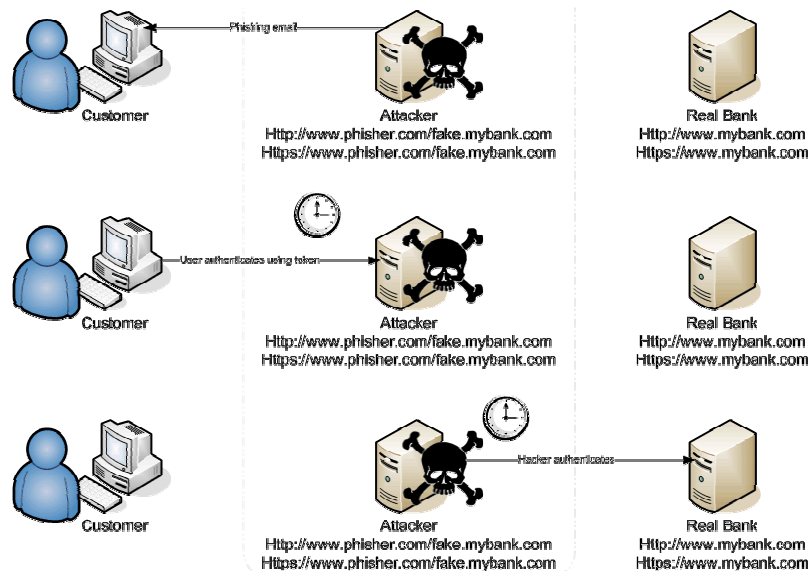 Phishing email
Customer
Attacker
Real Bank
Http://www.phisher.com/fake.mybank.com
Http://www.mybank.com
Https://www.phisher.com/fake.mybank.com
Https://www.mybank.com
User authenticates using token
Customer
Attacker
Real Bank
Http://www.phisher.com/fake.mybank.com
Http://www.mybank.com
Https://www.phisher.com/fake.mybank.com
Https://www.mybank.com
Hacker authenticates
Customer
Attacker
Real Bank
Http://www.phisher.com/fake.mybank.com
Http://www.mybank.com
Https://www.phisher.com/fake.mybank.com
Https://www.mybank.com